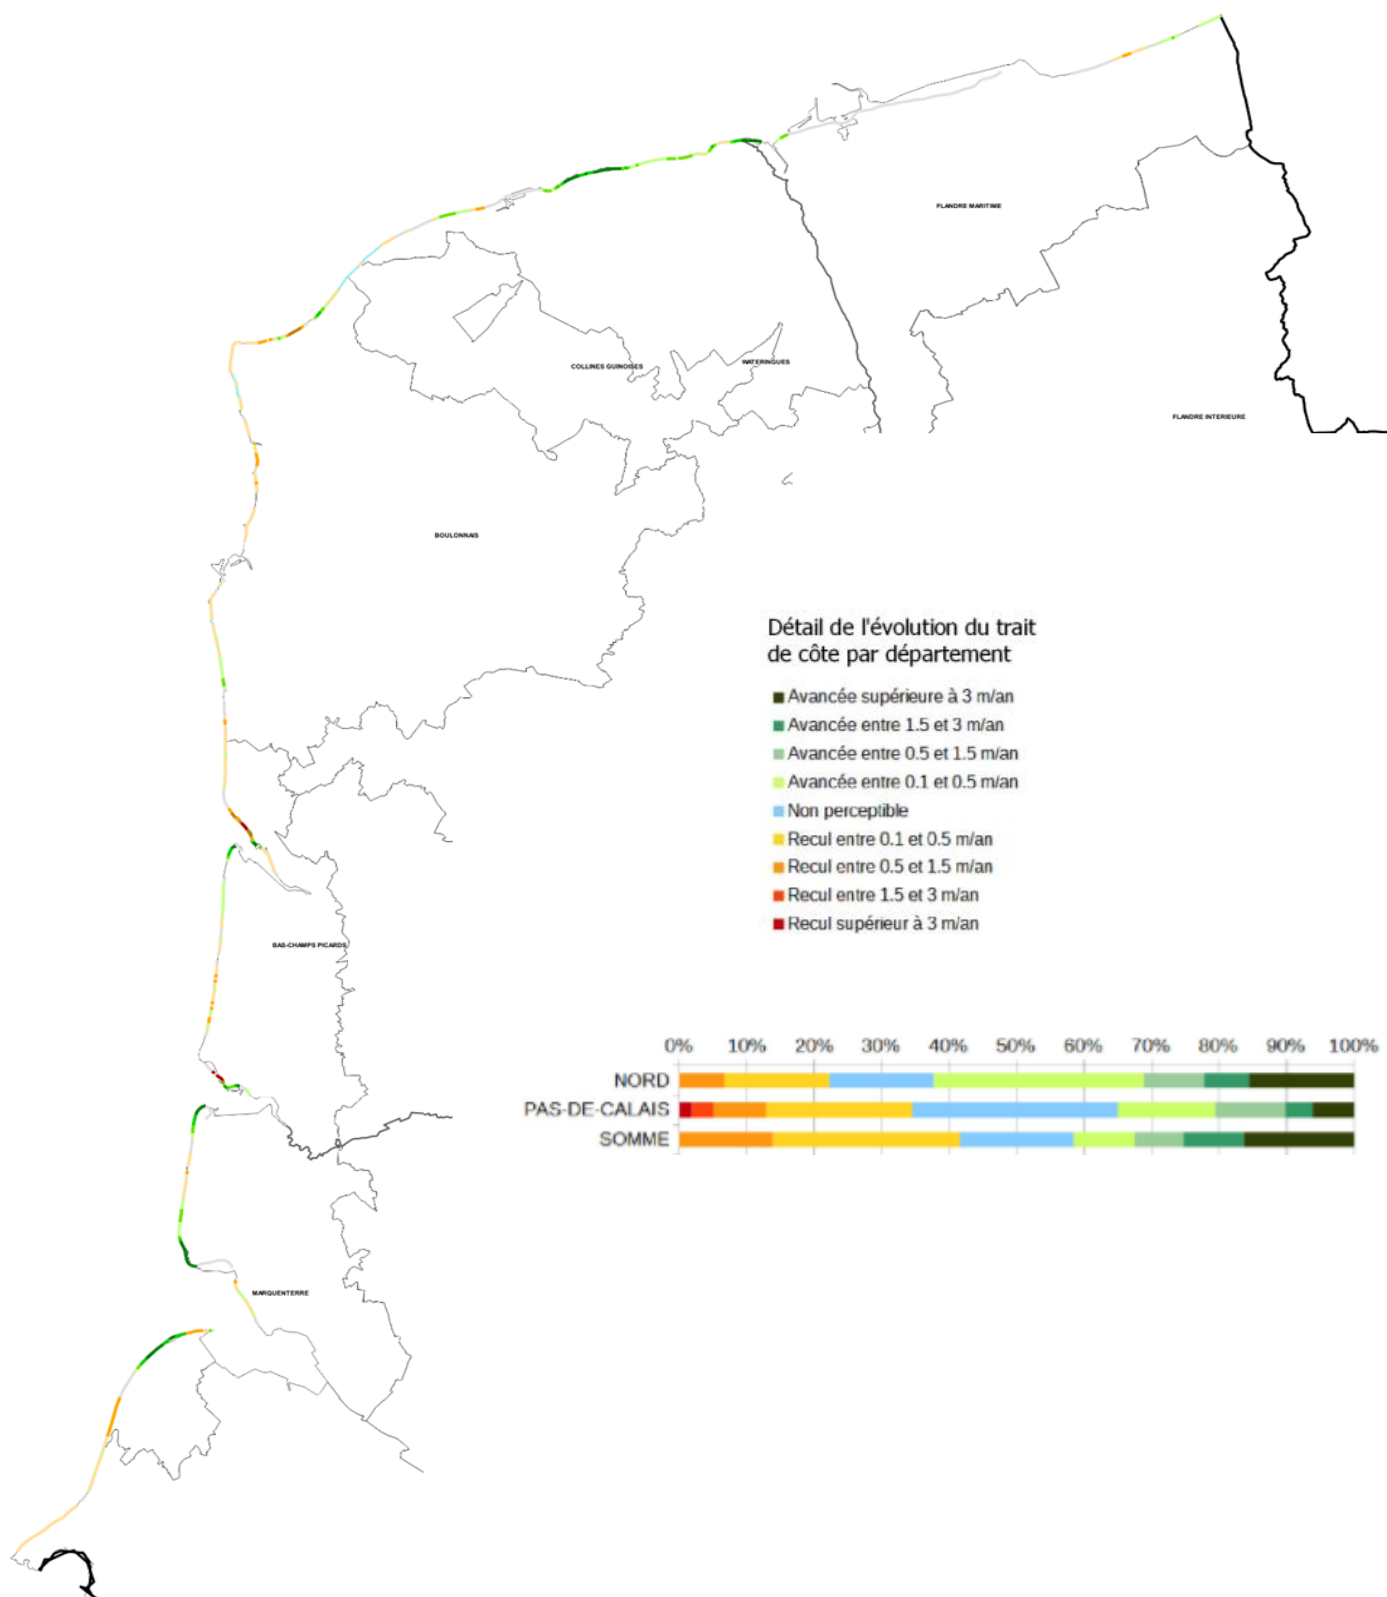 FLANDRE MARITIME
COLLINES GUINOISES
WATERINGUES
FLANDRE INTERIEURE
BOULONNAIS
Détail de l'évolution du trait
de côte par département
Avancée supérieure à 3 m/an
Avancée entre 1.5 et 3 m/an
Avancée entre 0.5 et 1.5 m/an
Avancée entre 0.1 et 0.5 m/an
Non perceptible
Recul entre 0.1 et 0.5 m/an
Recul entre 0.5 et 1.5 m/an
Recul entre 1.5 et 3 m/an
Recul supérieur à 3 m/an
BAS-CHAMPS PICARDS
0% 10% 20% 30% 40% 50% 60% 70% 80% 90% 100%
NORD
PAS-DE-CALAIS
SOMME
MARQUENTERRE